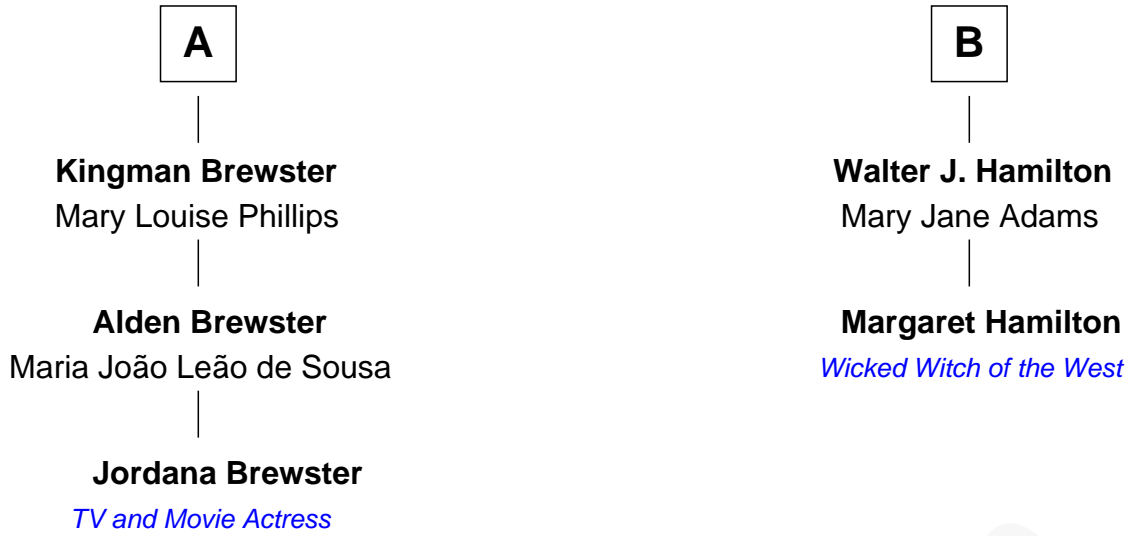 A
Kingman Brewster
Mary Louise Phillips
Alden Brewster
Maria João Leão de Sousa
Jordana Brewster
TV and Movie Actress
B
Walter J. Hamilton
Mary Jane Adams
Margaret Hamilton
Wicked Witch of the West